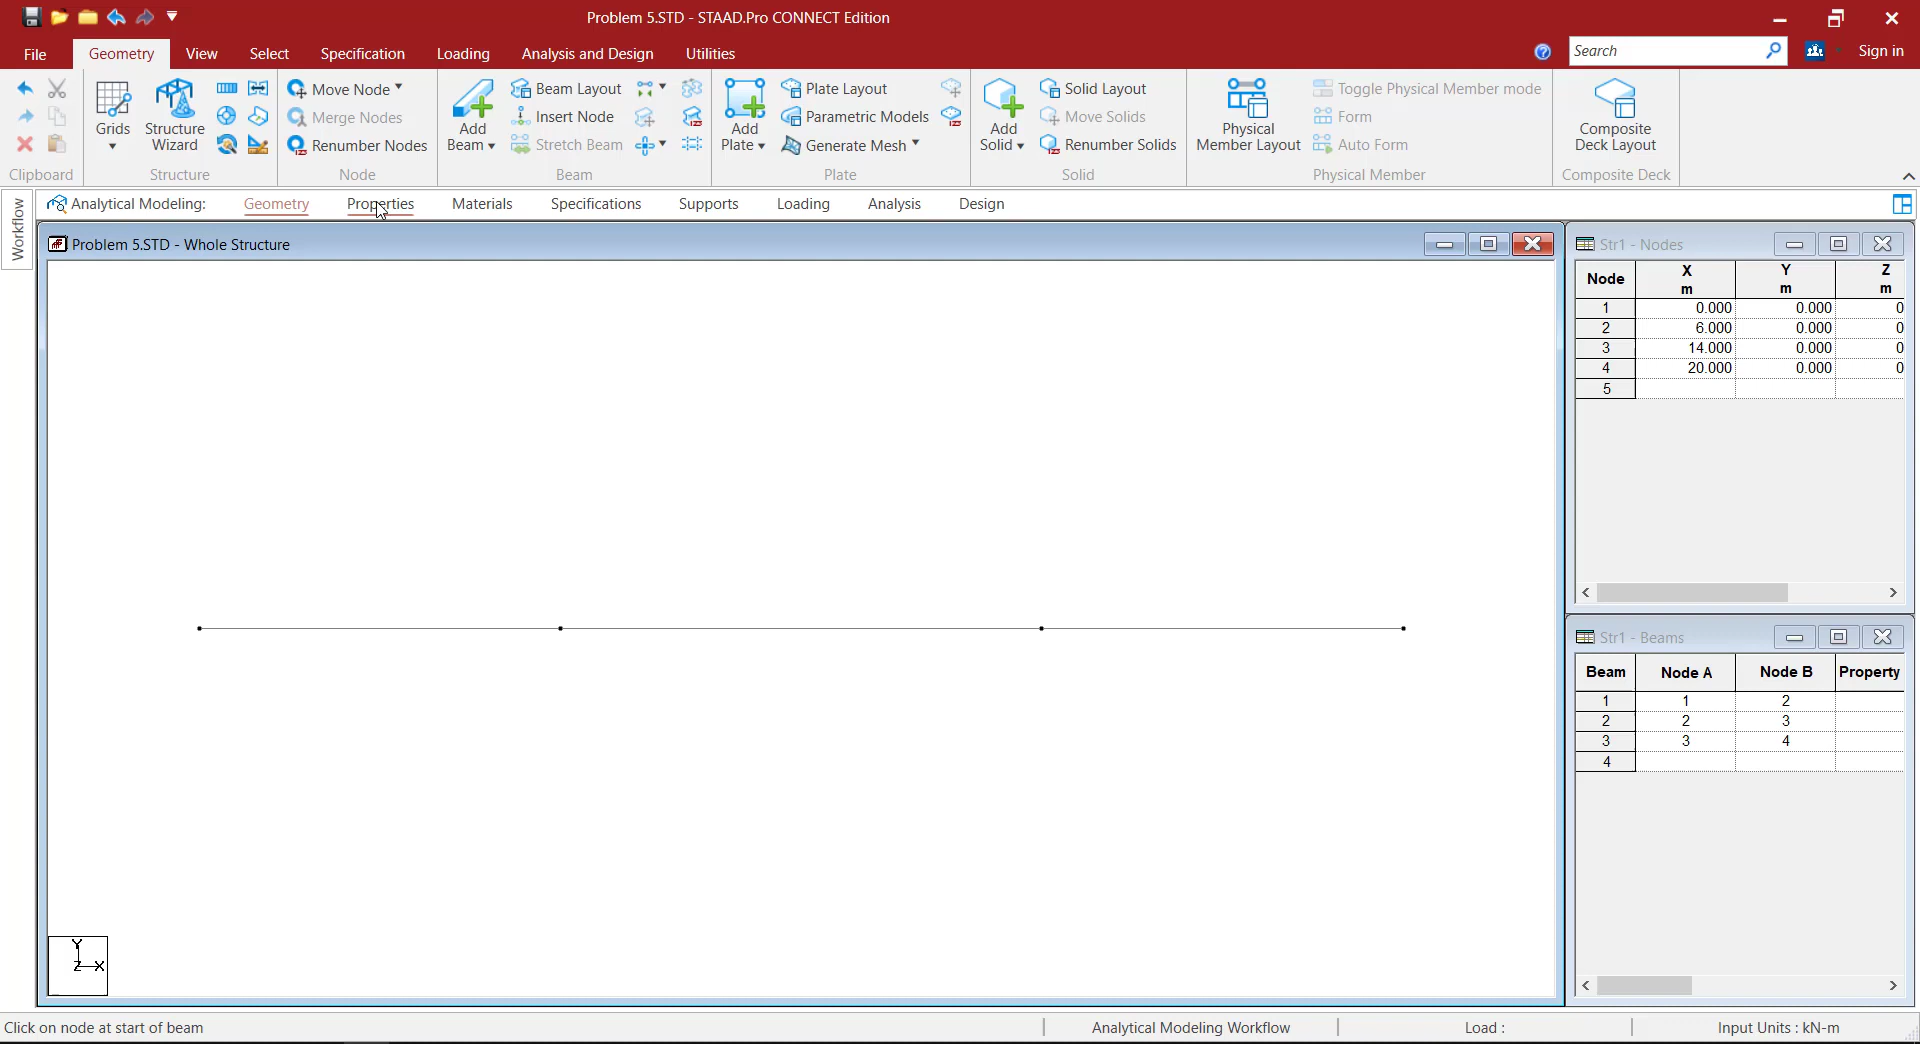 Problem 5.STD - STAAD.Pro CONNECT Edition
File
Geometry
View
Select
Specification
Loading
Analysis and Design
Utilities
Search
Sign in
Clipboard
Grids
Structure
Wizard
Structure
Move Node
Merge Nodes
Renumber Nodes
Node
Add
Beam
Beam Layout
Insert Node
Stretch Beam
Beam
Add
Plate
Plate Layout
Parametric Models
Generate Mesh
Plate
Add
Solid
Solid Layout
Move Solids
Renumber Solids
Solid
Physical
Member Layout
Toggle Physical Member mode
Form
Auto Form
Physical Member
Composite
Deck Layout
Composite Deck
Workflow
Analytical Modeling:
Geometry
Properties
Materials
Specifications
Supports
Loading
Analysis
Design
Problem 5.STD - Whole Structure
Y
Z X
Str1 - Nodes
Node X m Y m Z m
1 0.000 0.000 0
2 6.000 0.000 0
3 14.000 0.000 0
4 20.000 0.000 0
5
Str1 - Beams
Beam Node A Node B Property
1 1 2
2 2 3
3 3 4
4
Click on node at start of beam
Analytical Modeling Workflow
Load :
Input Units : kN-m